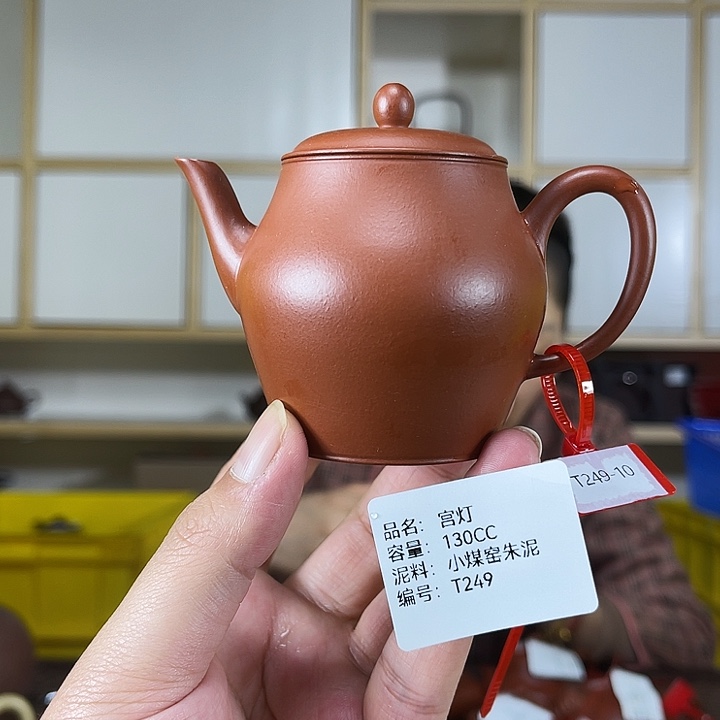 品名: 宫灯
容量: 130CC
泥料: 小煤窑朱泥
编号: T249
T249-10